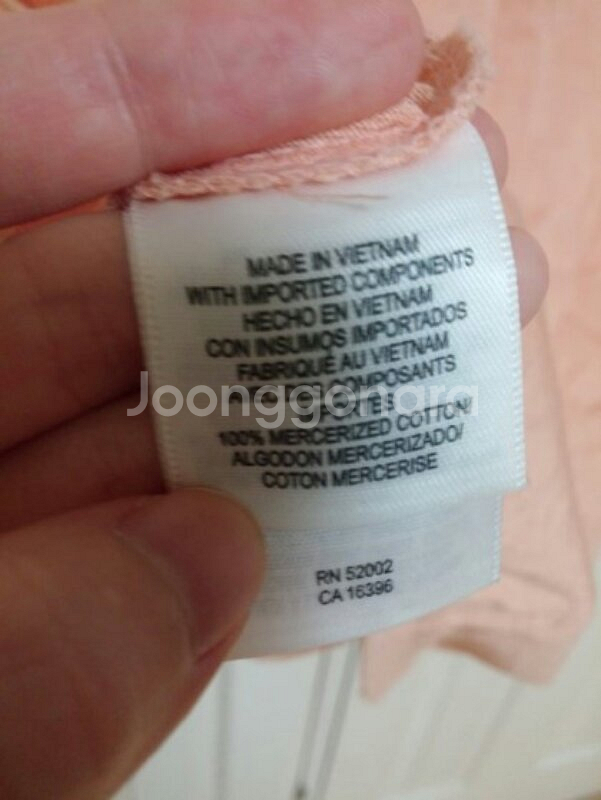 MADE IN VIETNAM
WITH IMPORTED COMPONENTS
HECHO EN VIETNAM
CON INSUMOS IMPORTADOS
FABRIQUÉ AU VIETNAM
COMPOSANTS
Joonggonara
100% MERCERIZED COTTON/
ALGODON MERCERIZADO/
COTON MERCERISE
RN 52002
CA 16396